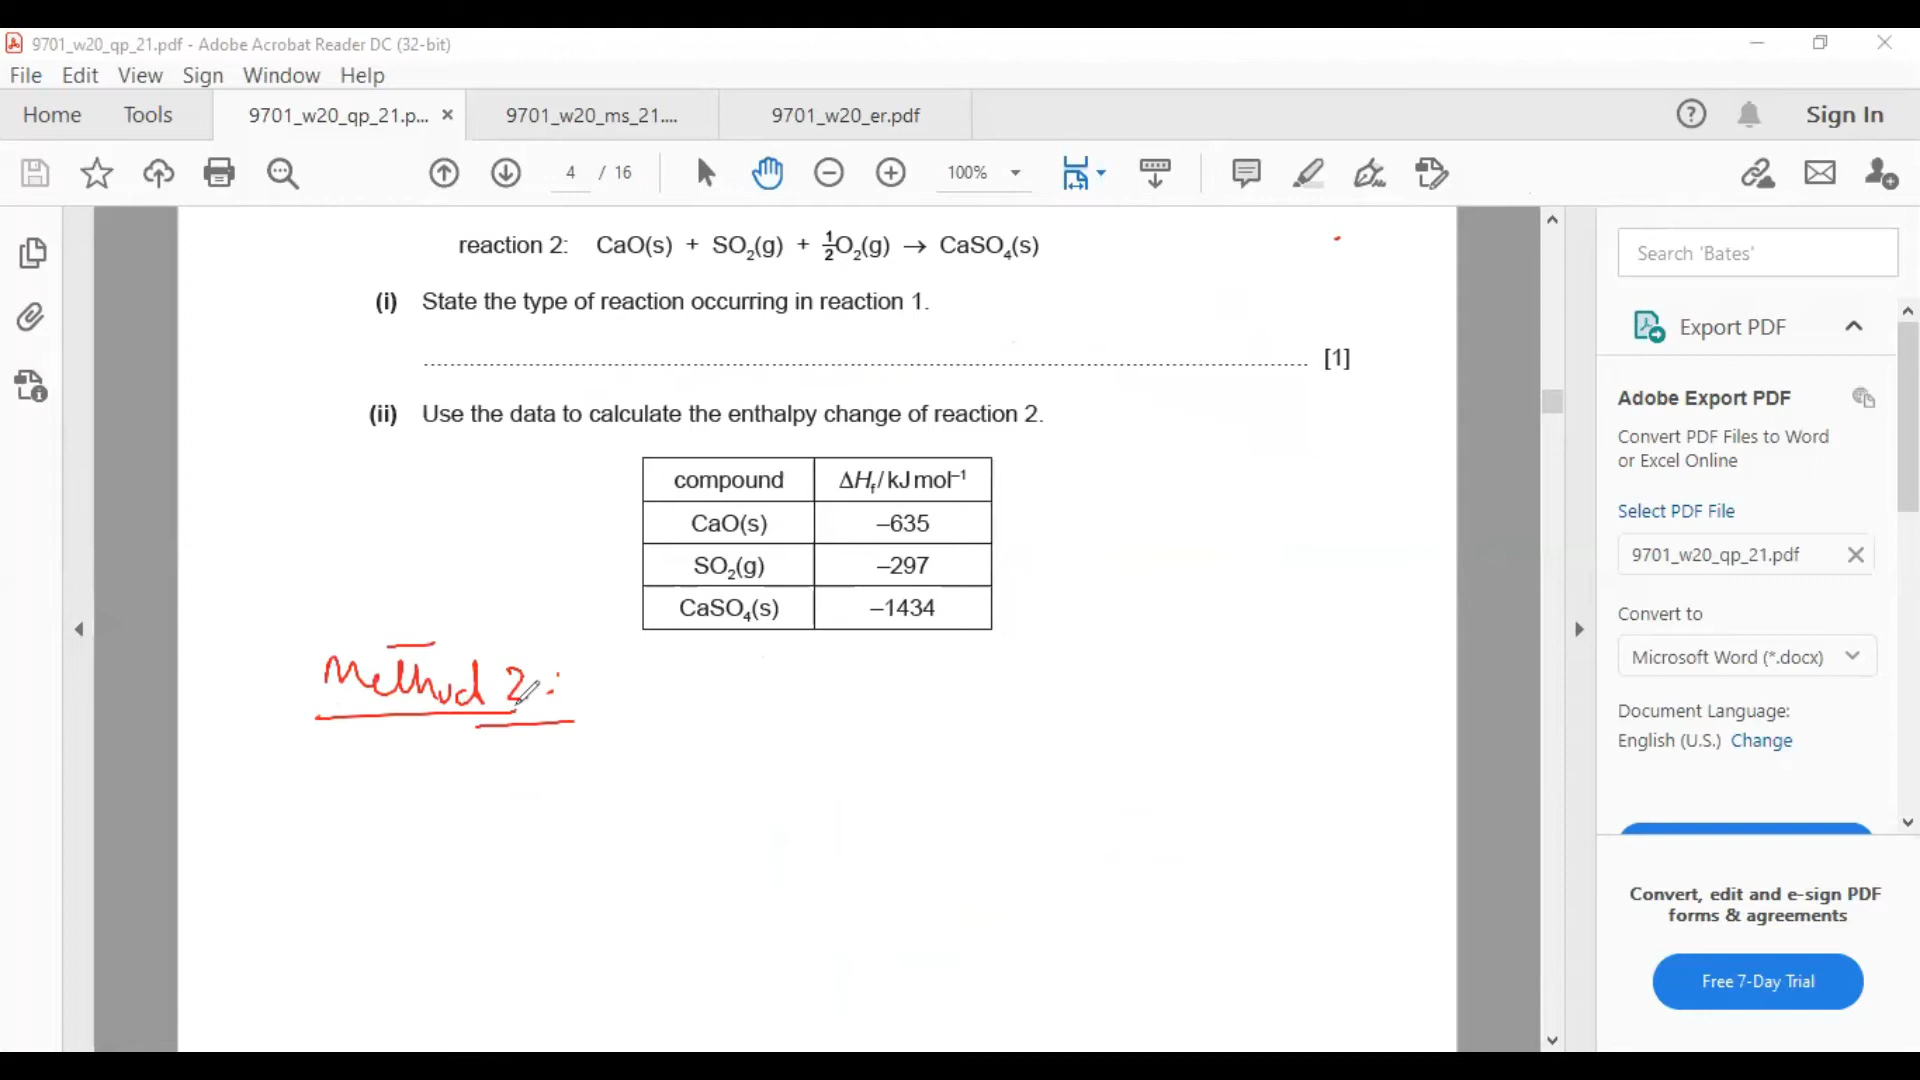 9701_w20_qp_21.pdf - Adobe Acrobat Reader DC (32-bit)
File Edit View Sign Window Help
Home Tools 9701_w20_qp_21.p... × 9701_w20_ms_21.... 9701_w20_er.pdf Sign In
4 / 16 100%
reaction 2: CaO(s) + SO₂(g) + ½O₂(g) → CaSO₄(s)
(i) State the type of reaction occurring in reaction 1.
[1]
(ii) Use the data to calculate the enthalpy change of reaction 2.
compound ΔHf / kJ mol⁻¹
CaO(s) –635
SO₂(g) –297
CaSO₄(s) –1434
Method 2:
Search 'Bates'
Export PDF
Adobe Export PDF
Convert PDF Files to Word
or Excel Online
Select PDF File
9701_w20_qp_21.pdf
Convert to
Microsoft Word (*.docx)
Document Language:
English (U.S.) Change
Convert, edit and e-sign PDF
forms & agreements
Free 7-Day Trial